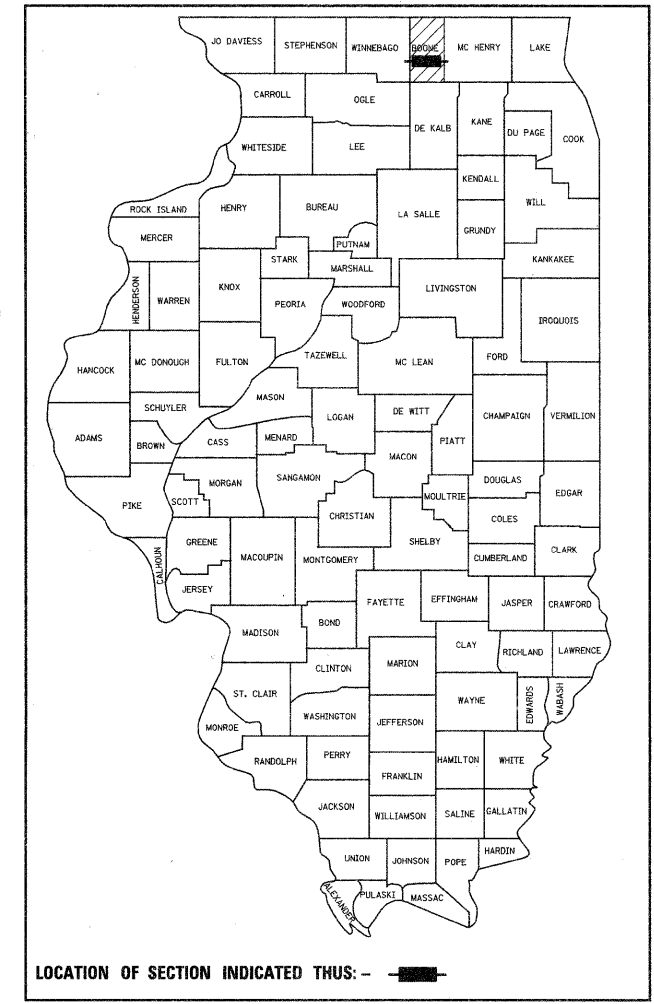 JO DAVIESS
STEPHENSON
WINNEBAGO
BOONE
MC HENRY
LAKE
CARROLL
OGLE
DE KALB
KANE
DU PAGE
COOK
WHITESIDE
LEE
KENDALL
WILL
ROCK ISLAND
HENRY
BUREAU
LA SALLE
GRUNDY
MERCER
PUTNAM
STARK
MARSHALL
KANKAKEE
HENDERSON
WARREN
KNOX
PEORIA
WOODFORD
LIVINGSTON
IROQUOIS
HANCOCK
MC DONOUGH
FULTON
TAZEWELL
MC LEAN
FORD
SCHUYLER
MASON
LOGAN
DE WITT
CHAMPAIGN
VERMILION
ADAMS
BROWN
CASS
MENARD
MACON
PIATT
PIKE
SCOTT
MORGAN
SANGAMON
CHRISTIAN
MOULTRIE
DOUGLAS
EDGAR
COLES
CALHOUN
GREENE
MACOUPIN
MONTGOMERY
SHELBY
CUMBERLAND
CLARK
JERSEY
FAYETTE
EFFINGHAM
JASPER
CRAWFORD
MADISON
BOND
CLAY
RICHLAND
LAWRENCE
CLINTON
MARION
ST. CLAIR
WAYNE
EDWARDS
WABASH
MONROE
WASHINGTON
JEFFERSON
RANDOLPH
PERRY
HAMILTON
WHITE
FRANKLIN
JACKSON
WILLIAMSON
SALINE
GALLATIN
UNION
JOHNSON
POPE
HARDIN
ALEXANDER
PULASKI
MASSAC
LOCATION OF SECTION INDICATED THUS: -